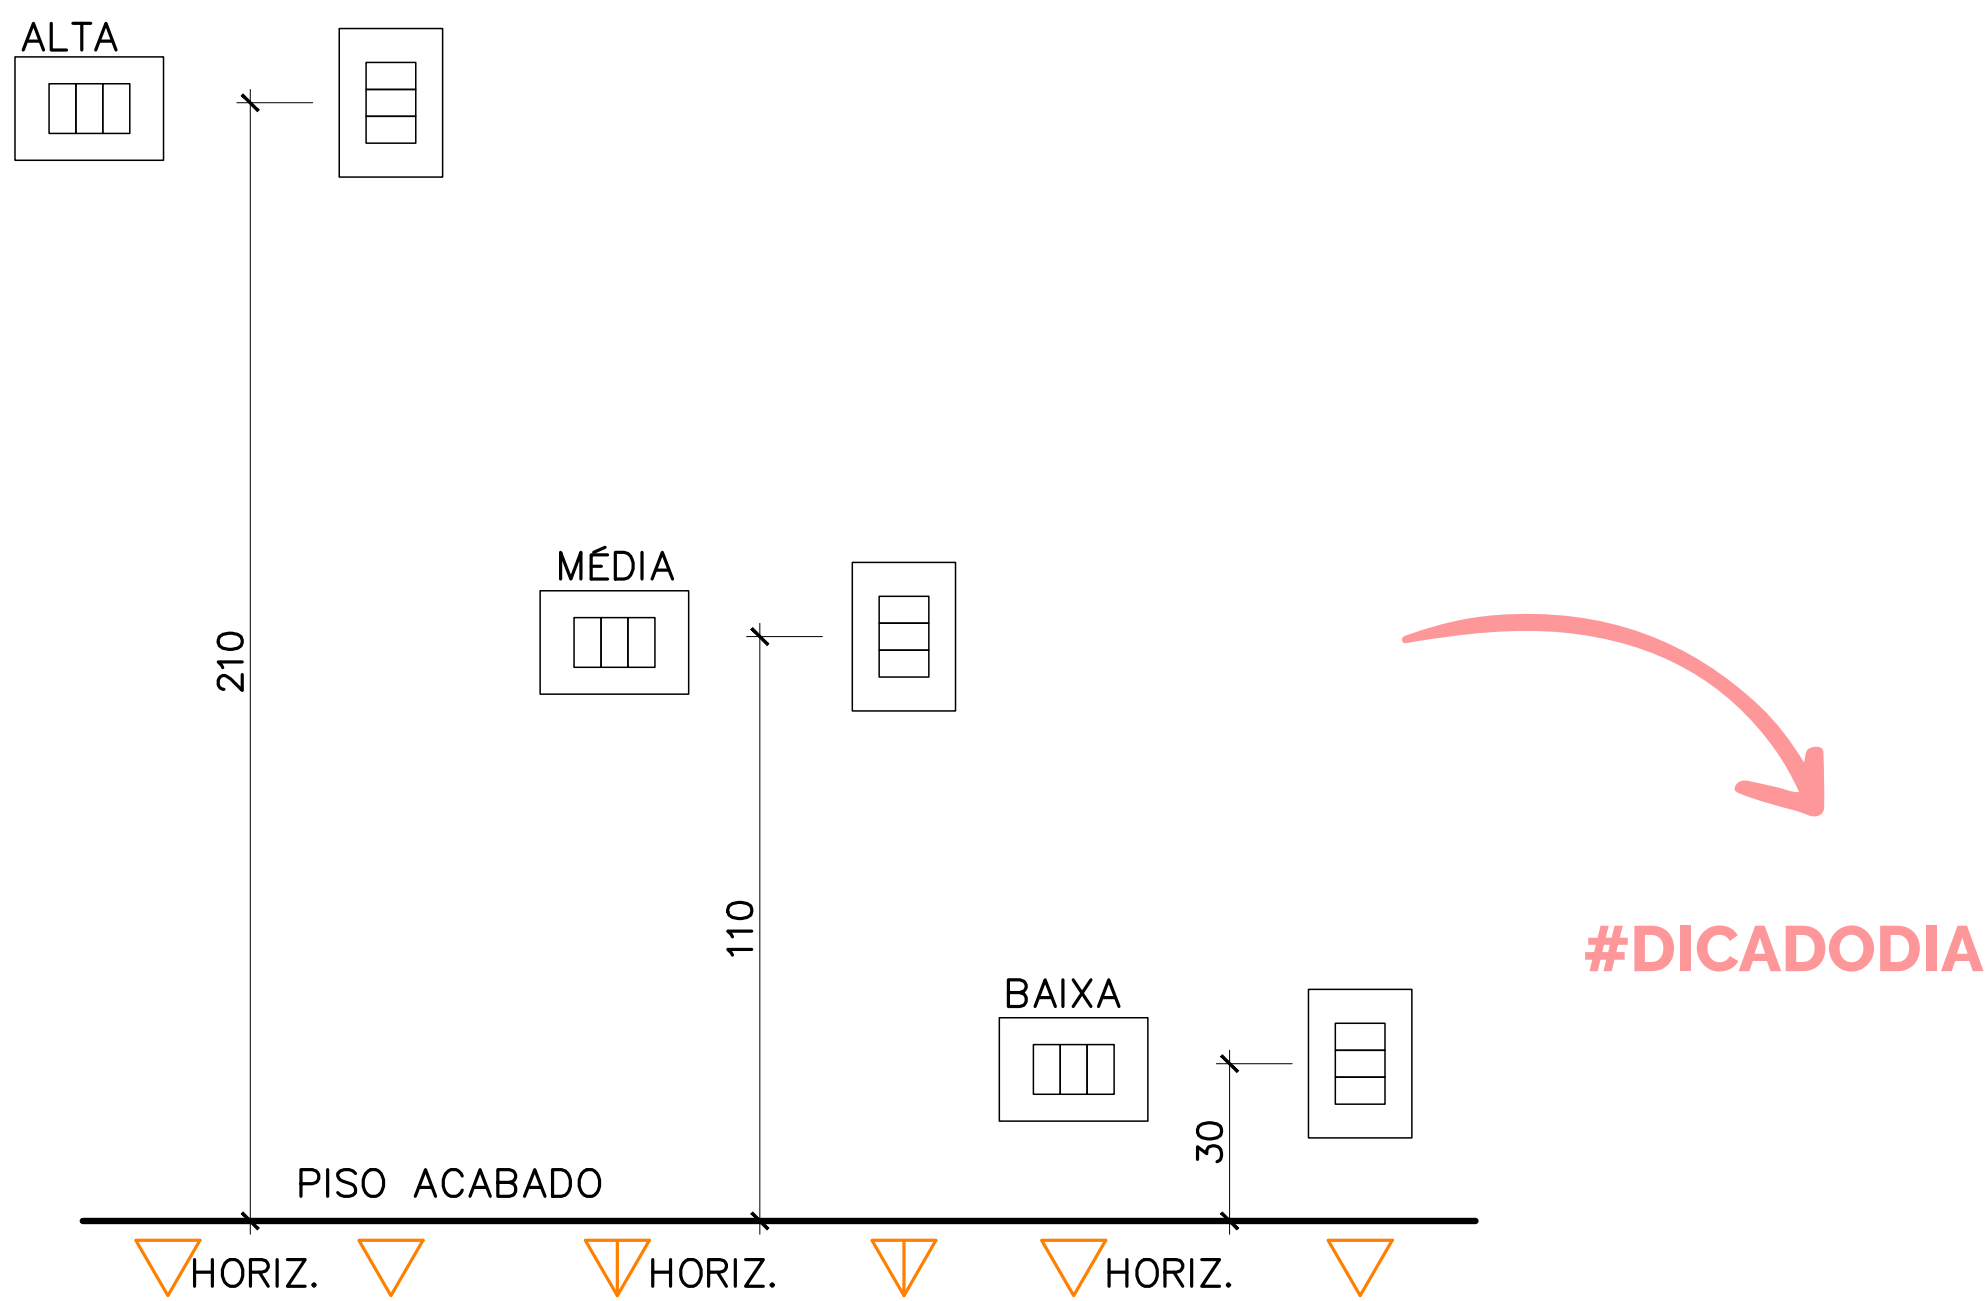 ALTA
210
MÉDIA
110
#DICADODIA
BAIXA
30
PISO ACABADO
HORIZ.
HORIZ.
HORIZ.